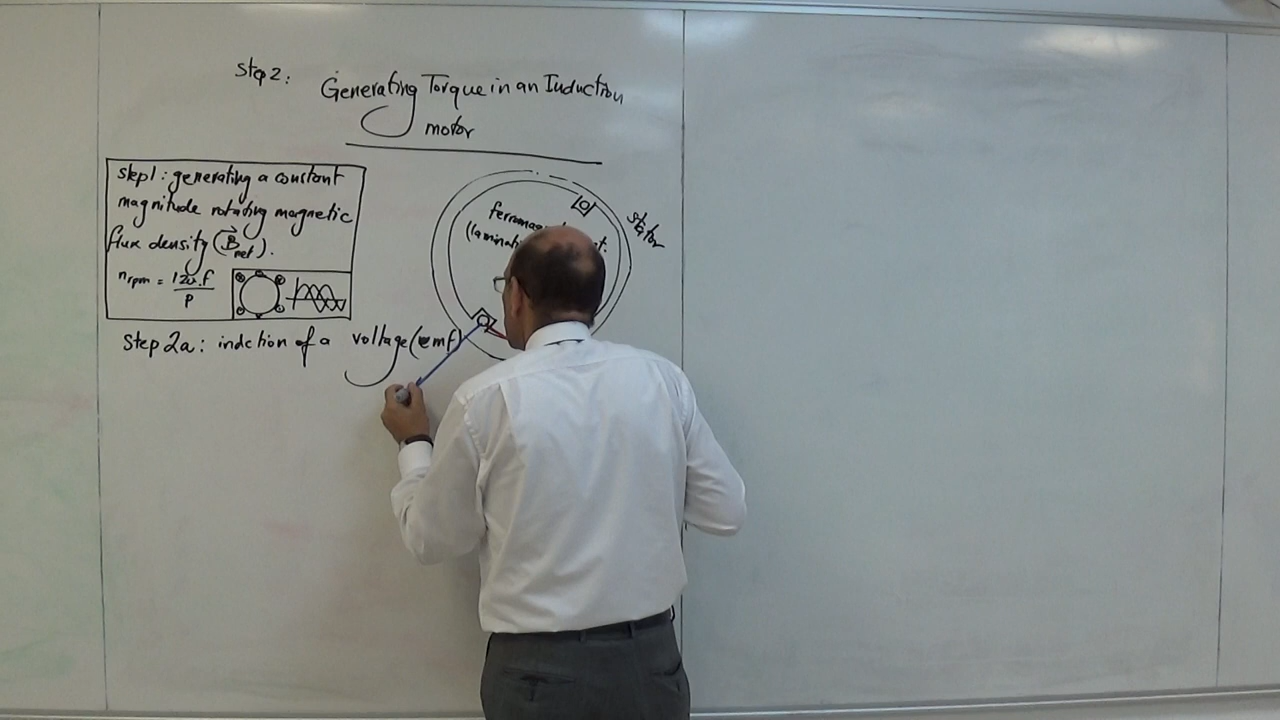 Step 2:
Generating Torque in an Induction
motor
step1: generating a constant
magnitude rotating magnetic
flux density (B⃗net).
nrpm = 120.f
P
Step 2a: indction of a voltage (emf)
stator